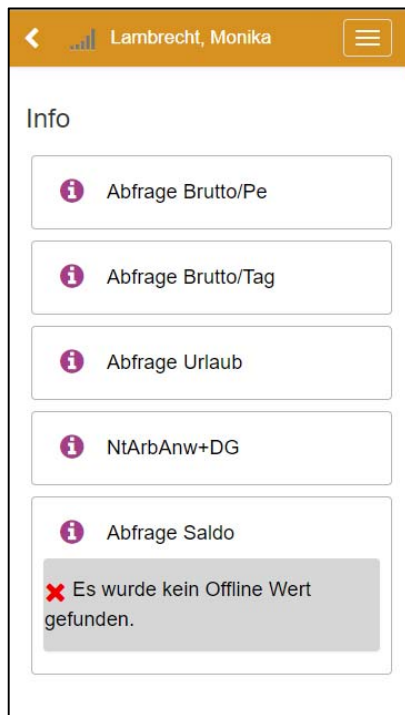 Lambrecht, Monika
Info
Abfrage Brutto/Pe
Abfrage Brutto/Tag
Abfrage Urlaub
NtArbAnw+DG
Abfrage Saldo
Es wurde kein Offline Wert
gefunden.